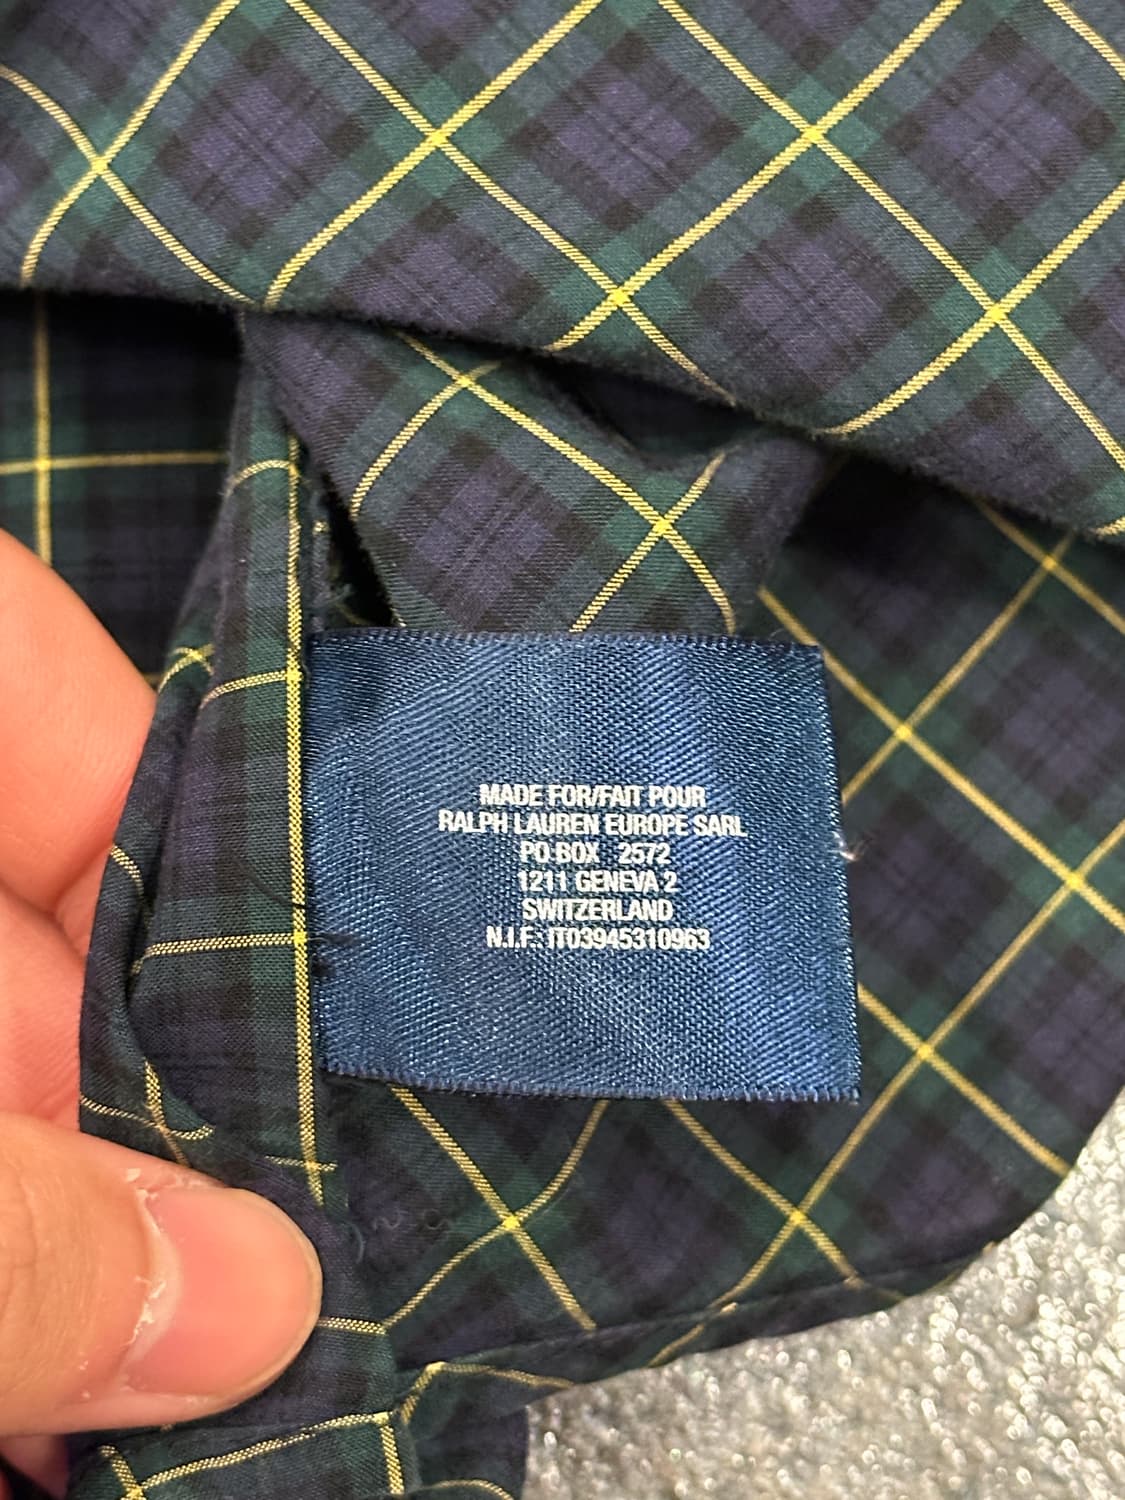 MADE FOR/FAIT POUR
RALPH LAUREN EUROPE SARL
PO BOX 2572
1211 GENEVA 2
SWITZERLAND
N.I.F.: IT03945310963